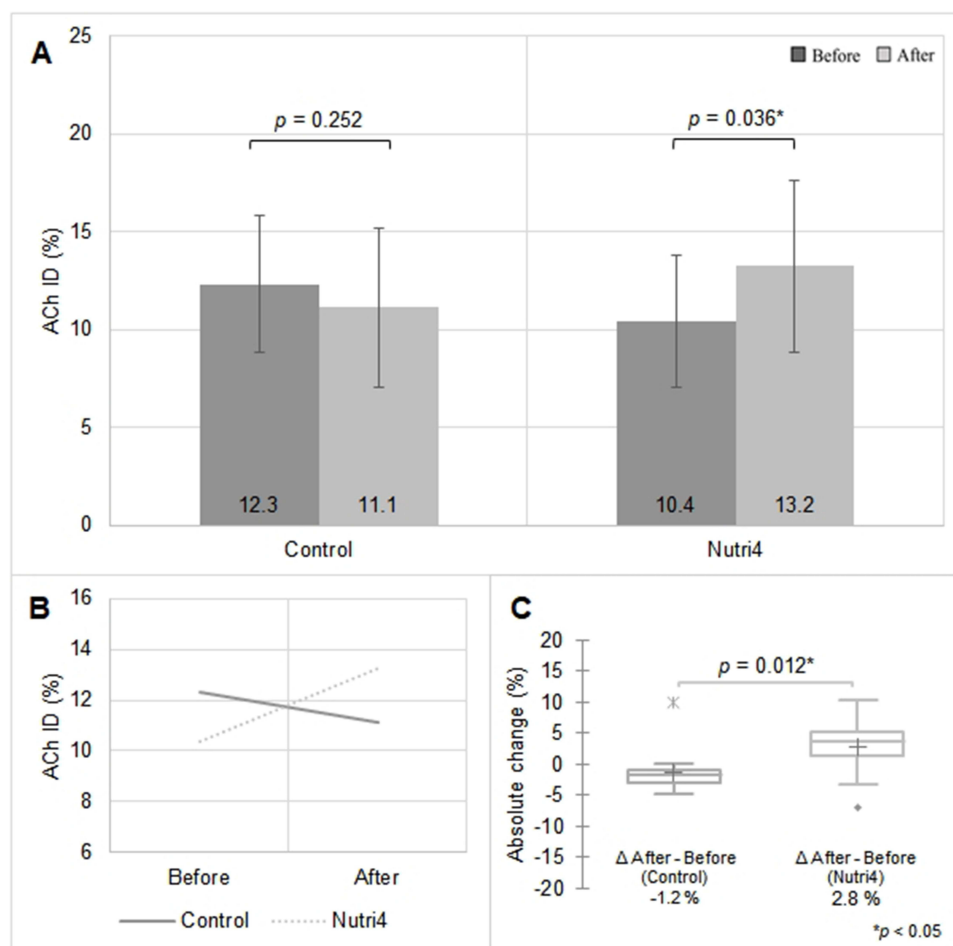 A
25
20
15
10
5
0
ACh ID (%)
Before After
p = 0.252
p = 0.036*
12.3 11.1 10.4 13.2
Control Nutri4
B
16
14
12
10
8
6
ACh ID (%)
Before After
Control Nutri4
C
20
15
10
5
0
-5
-10
-15
-20
Absolute change (%)
p = 0.012*
Δ After - Before
(Control)
-1.2 %
Δ After - Before
(Nutri4)
2.8 %
*p < 0.05